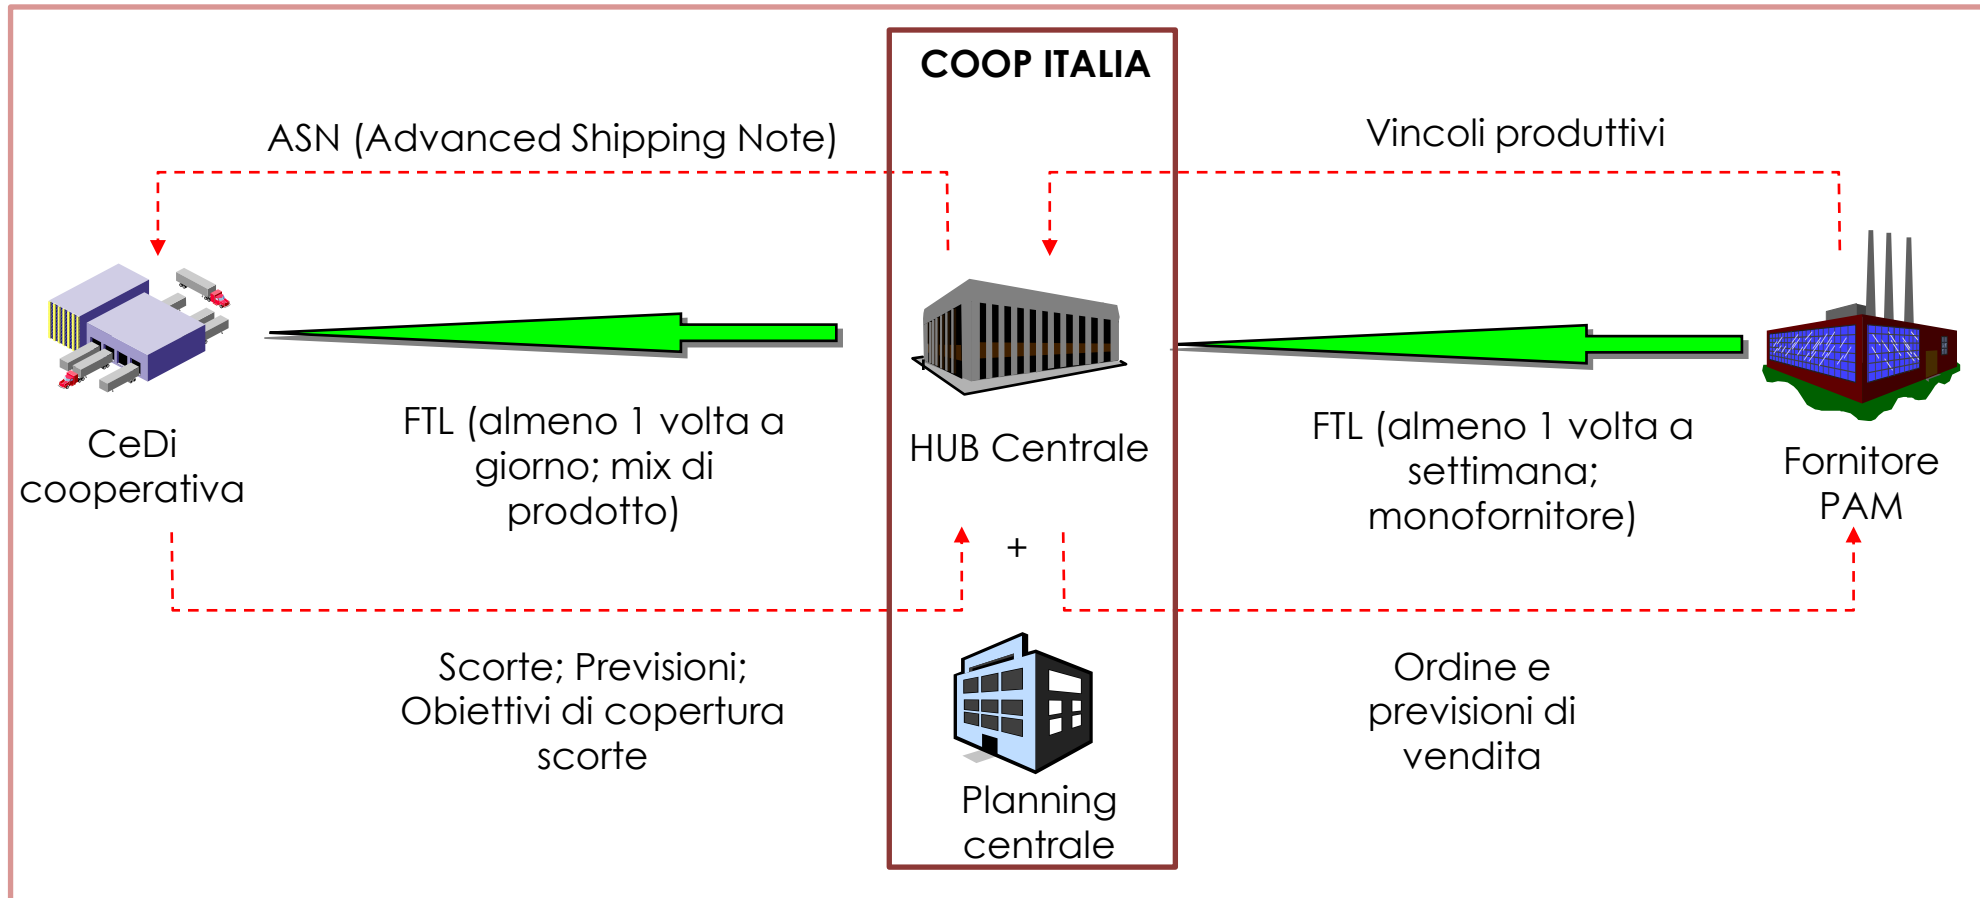 COOP ITALIA
ASN (Advanced Shipping Note)
Vincoli produttivi
CeDi
cooperativa
FTL (almeno 1 volta a
giorno; mix di
prodotto)
HUB Centrale
FTL (almeno 1 volta a
settimana;
monofornitore)
Fornitore
PAM
+
Scorte; Previsioni;
Obiettivi di copertura
scorte
Ordine e
previsioni di
vendita
Planning
centrale